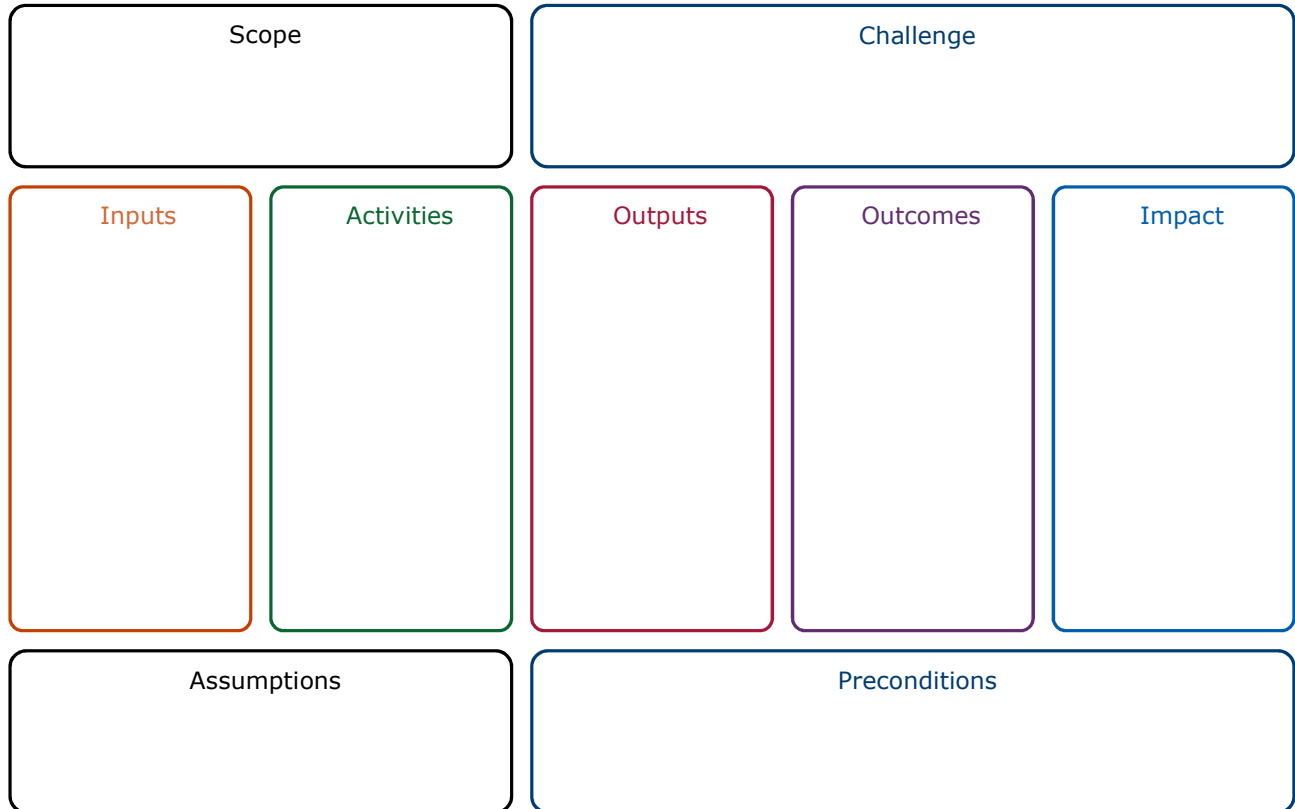 Scope
Challenge
Inputs
Activities
Outputs
Outcomes
Impact
Assumptions
Preconditions